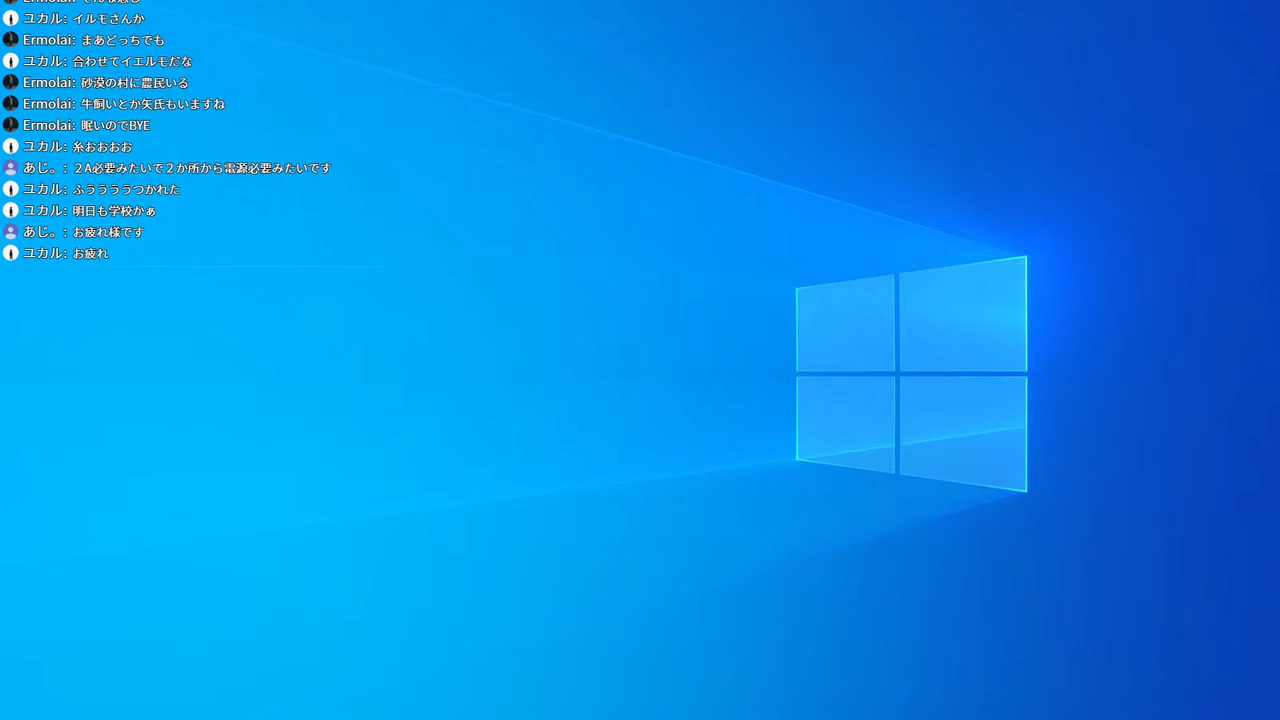 ユカル: イルモさんか
Ermolai: まあどっちでも
ユカル: 合わせてイエルモだな
Ermolai: 砂漠の村に農民いる
Ermolai: 牛飼いとか矢氏もいますね
Ermolai: 眠いのでBYE
ユカル: 糸おおおお
あじ。: ２A必要みたいで２か所から電源必要みたいです
ユカル: ふうううううつかれた
ユカル: 明日も学校かぁ
あじ。: お疲れ様です
ユカル: お疲れ